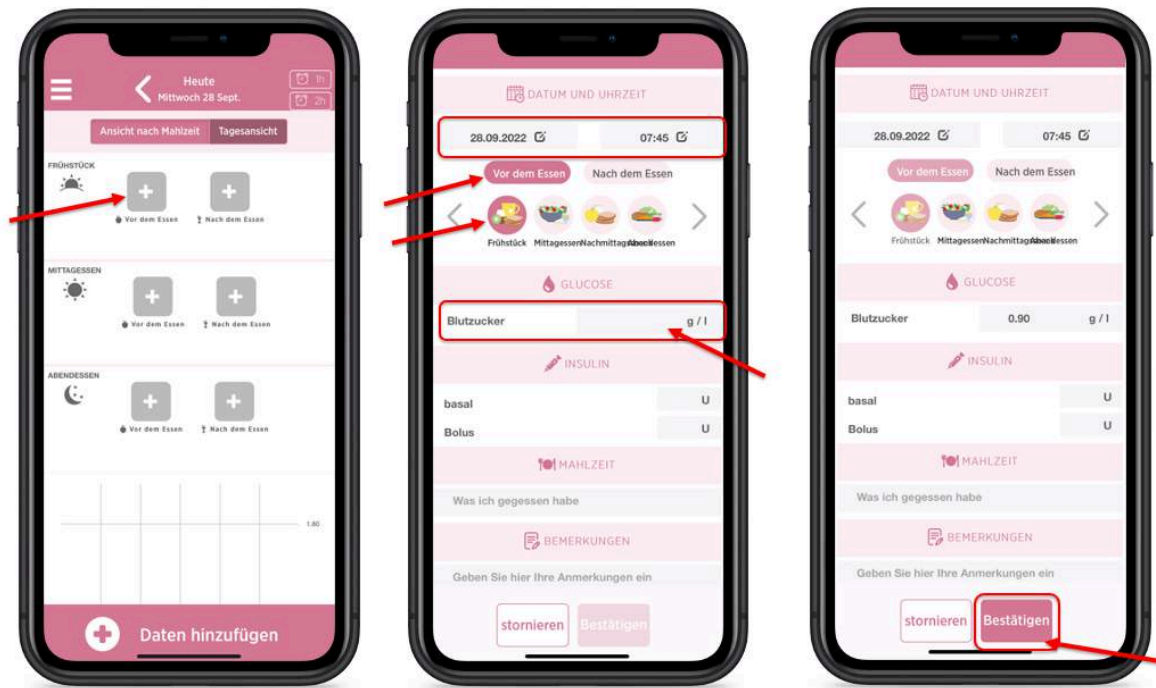 Heute
Mittwoch 28 Sept.
1h
2h
Ansicht nach Mahlzeit Tagesansicht
FRÜHSTÜCK
Vor dem Essen Nach dem Essen
MITTAGESSEN
Vor dem Essen Nach dem Essen
ABENDESSEN
Vor dem Essen Nach dem Essen
1.60
Daten hinzufügen
DATUM UND UHRZEIT
28.09.2022 07:45
Vor dem Essen Nach dem Essen
Frühstück Mittagessen Nachmittagssnack Abendessen
GLUCOSE
Blutzucker g / l
INSULIN
basal U
Bolus U
MAHLZEIT
Was ich gegessen habe
BEMERKUNGEN
Geben Sie hier Ihre Anmerkungen ein
stornieren Bestätigen
DATUM UND UHRZEIT
28.09.2022 07:45
Vor dem Essen Nach dem Essen
Frühstück Mittagessen Nachmittagssnack Abendessen
GLUCOSE
Blutzucker 0.90 g / l
INSULIN
basal U
Bolus U
MAHLZEIT
Was ich gegessen habe
BEMERKUNGEN
Geben Sie hier Ihre Anmerkungen ein
stornieren Bestätigen